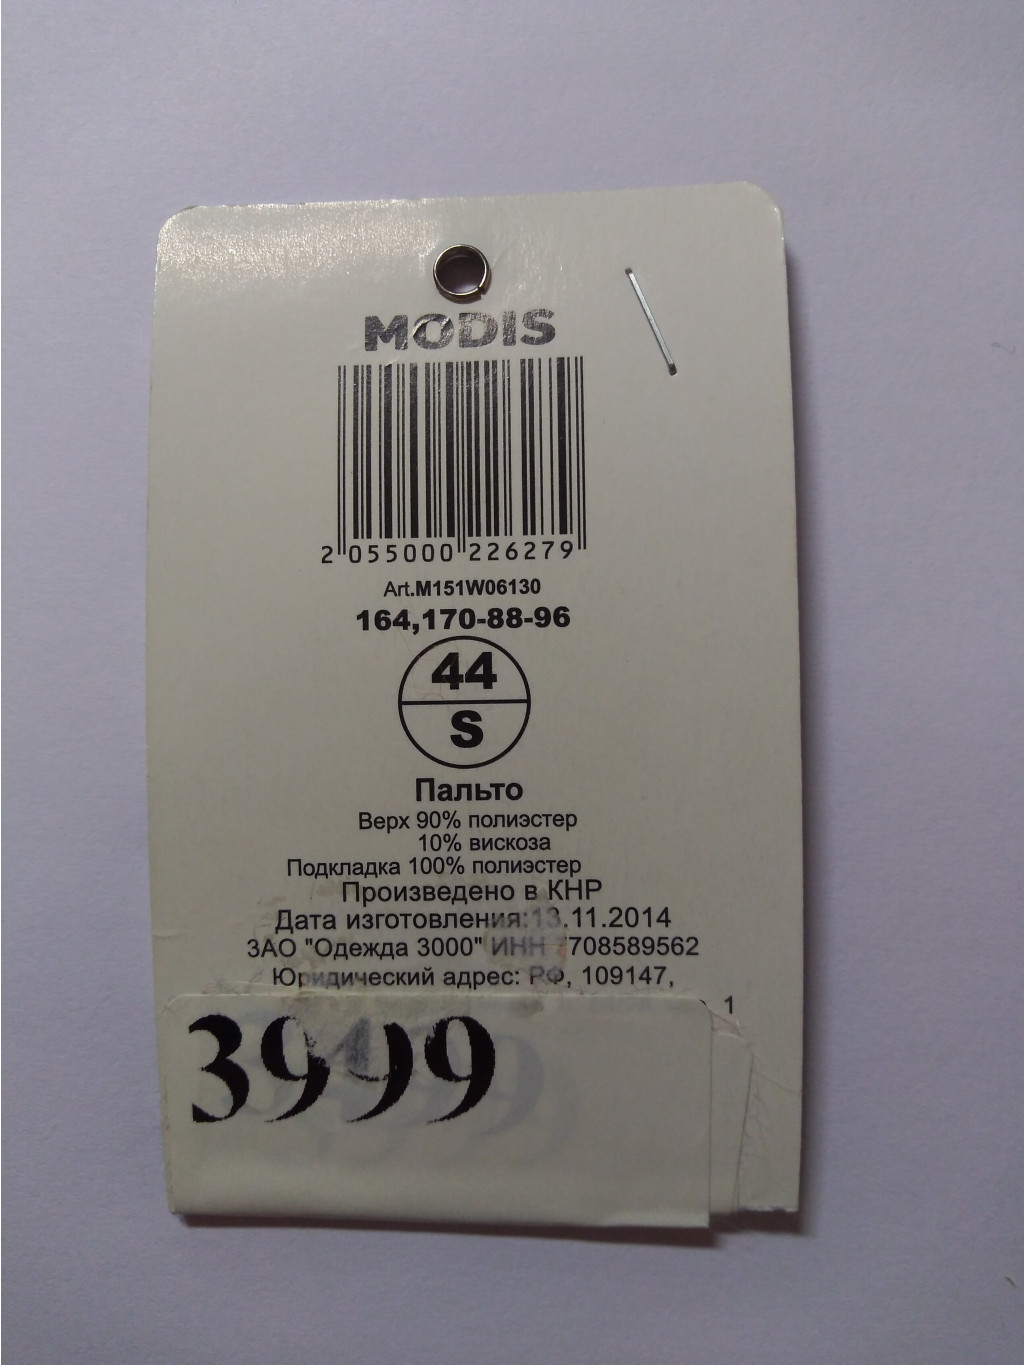 MODIS
2 055000 226279
Art.M151W06130
164,170-88-96
44
S
Пальто
Верх 90% полиэстер
10% вискоза
Подкладка 100% полиэстер
Произведено в КНР
Дата изготовления:13.11.2014
ЗАО "Одежда 3000" ИНН 7708589562
Юридический адрес: РФ, 109147,
1
3999